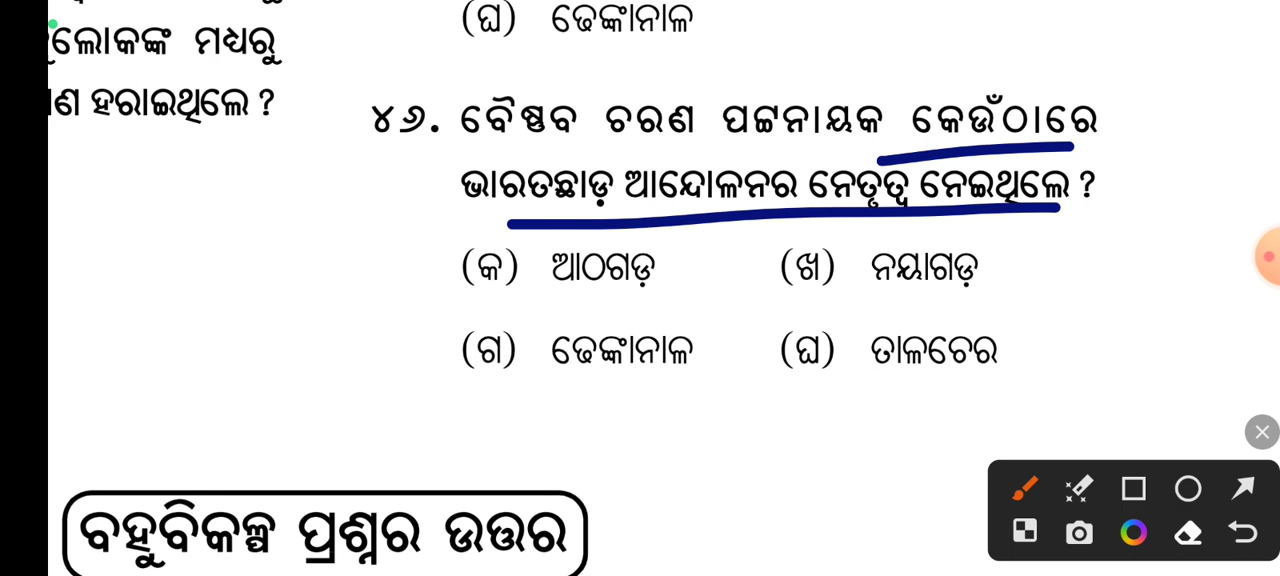 (ଘ) ଢେଙ୍କାନାଳ
ଲୋକଙ୍କ ମଧ୍ୟରୁ
ହରାଇଥିଲେ ?
୪୬. ବୈଷ୍ଣବ ଚରଣ ପଟ୍ଟନାୟକ କେଉଁଠାରେ
ଭାରତଛାଡ଼ ଆନ୍ଦୋଳନର ନେତୃତ୍ୱ ନେଇଥିଲେ ?
(କ) ଆଠଗଡ଼ (ଖ) ନୟାଗଡ଼
(ଗ) ଢେଙ୍କାନାଳ (ଘ) ତାଳଚେର
ବହୁବିକଳ୍ପ ପ୍ରଶ୍ନର ଉତ୍ତର